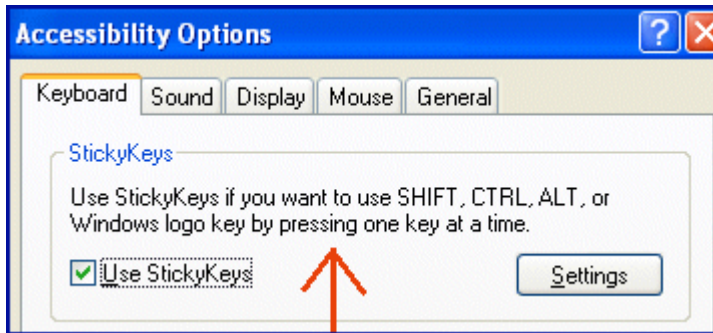 Accessibility Options
Keyboard Sound Display Mouse General
StickyKeys
Use StickyKeys if you want to use SHIFT, CTRL, ALT, or
Windows logo key by pressing one key at a time.
Use StickyKeys Settings